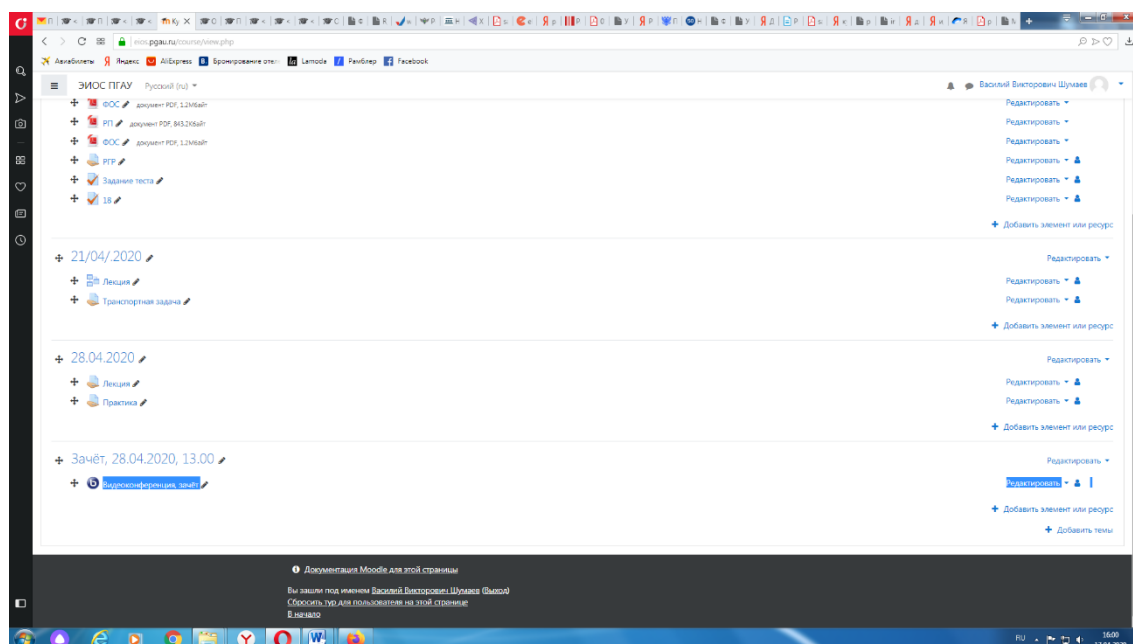 eios.pgau.ru/course/view.php
Авиабилеты Яндекс AliExpress Бронирование отел Lamoda Рамблер Facebook
ЭИОС ПГАУ Русский (ru) Василий Викторович Шумаев
ФОС документ PDF, 1.2Мбайт Редактировать
РП документ PDF, 843.2Кбайт Редактировать
ФОС документ PDF, 1.2Мбайт Редактировать
РГР Редактировать
Задание теста Редактировать
18 Редактировать
+ Добавить элемент или ресурс
21/04/.2020 Редактировать
Лекция Редактировать
Транспортная задача Редактировать
+ Добавить элемент или ресурс
28.04.2020 Редактировать
Лекция Редактировать
Практика Редактировать
+ Добавить элемент или ресурс
Зачёт, 28.04.2020, 13.00 Редактировать
Видеоконференция, зачёт Редактировать
+ Добавить элемент или ресурс
+ Добавить темы
Документация Moodle для этой страницы
Вы зашли под именем Василий Викторович Шумаев (Выход)
Сбросить тур для пользователя на этой странице
В начало
RU 16:00